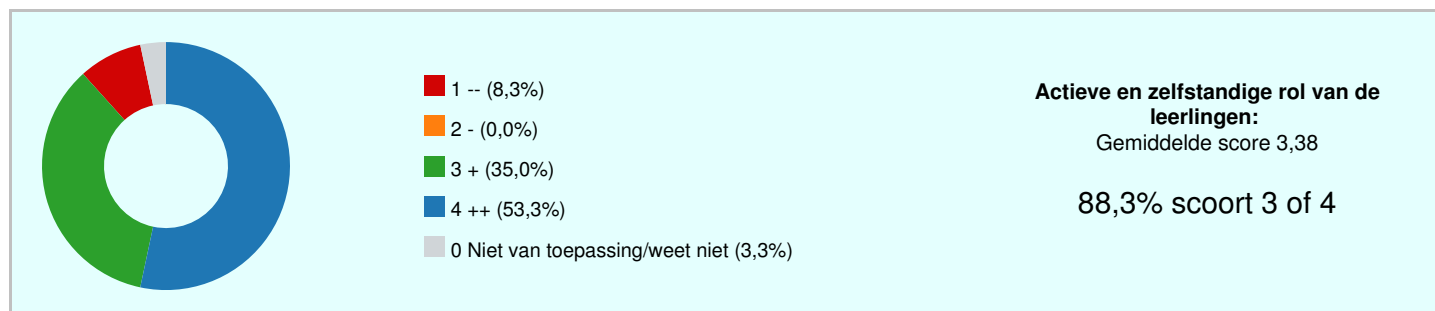 1 -- (8,3%)
2 - (0,0%)
3 + (35,0%)
4 ++ (53,3%)
0 Niet van toepassing/weet niet (3,3%)
Actieve en zelfstandige rol van de
leerlingen:
Gemiddelde score 3,38
88,3% scoort 3 of 4